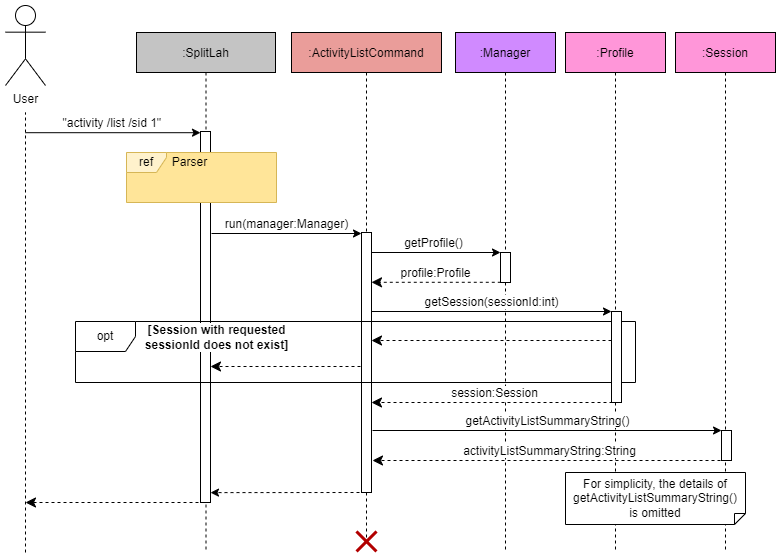 :SplitLah
:ActivityListCommand
:Manager
:Profile
:Session
User
"activity /list /sid 1"
ref
Parser
run(manager:Manager)
getProfile()
profile:Profile
getSession(sessionId:int)
opt
[Session with requested
sessionId does not exist]
session:Session
getActivityListSummaryString()
activityListSummaryString:String
For simplicity, the details of
getActivityListSummaryString()
is omitted